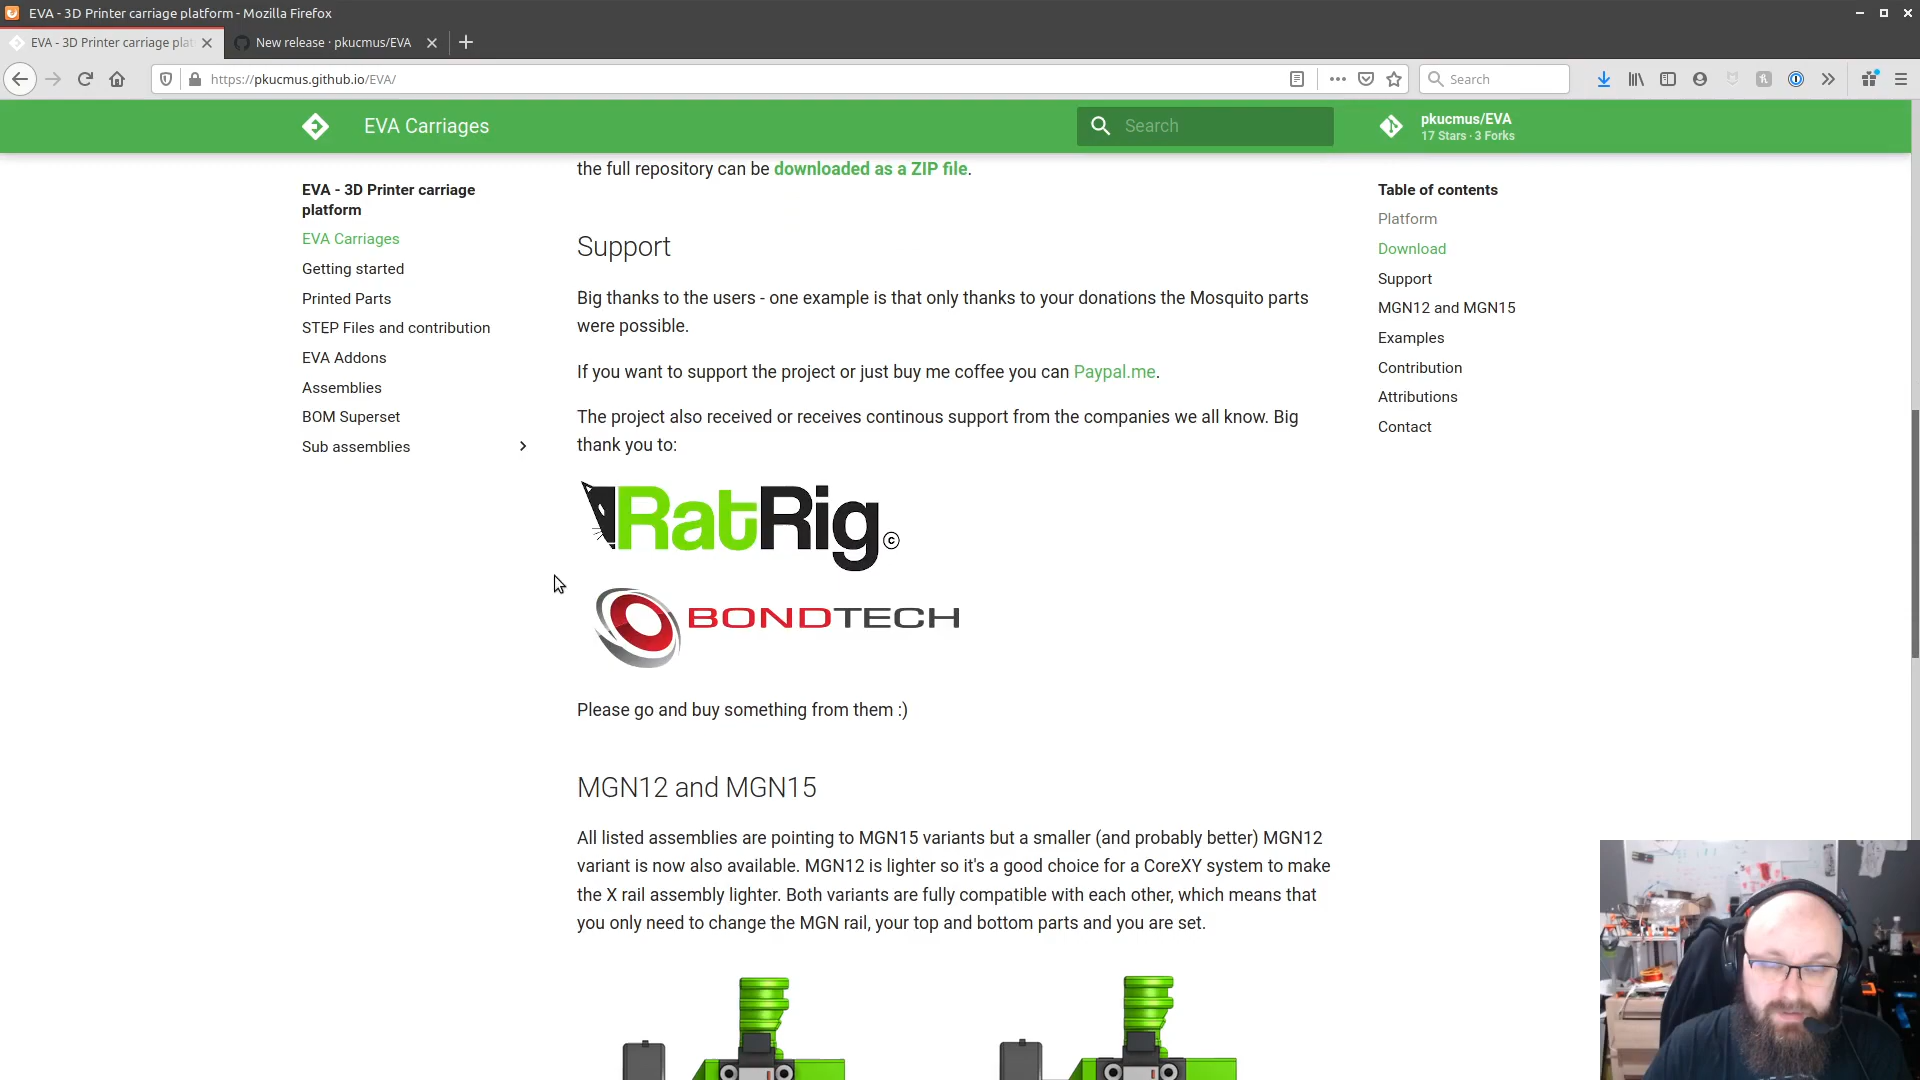 EVA - 3D Printer carriage platform - Mozilla Firefox
EVA - 3D Printer carriage plat
New release · pkucmus/EVA
https://pkucmus.github.io/EVA/
Search
EVA Carriages
Search
pkucmus/EVA
17 Stars · 3 Forks
EVA - 3D Printer carriage
platform
EVA Carriages
Getting started
Printed Parts
STEP Files and contribution
EVA Addons
Assemblies
BOM Superset
Sub assemblies
the full repository can be downloaded as a ZIP file.
Support
Big thanks to the users - one example is that only thanks to your donations the Mosquito parts
were possible.
If you want to support the project or just buy me coffee you can Paypal.me.
The project also received or receives continous support from the companies we all know. Big
thank you to:
RatRig ©
BONDTECH
Please go and buy something from them :)
MGN12 and MGN15
All listed assemblies are pointing to MGN15 variants but a smaller (and probably better) MGN12
variant is now also available. MGN12 is lighter so it's a good choice for a CoreXY system to make
the X rail assembly lighter. Both variants are fully compatible with each other, which means that
you only need to change the MGN rail, your top and bottom parts and you are set.
Table of contents
Platform
Download
Support
MGN12 and MGN15
Examples
Contribution
Attributions
Contact